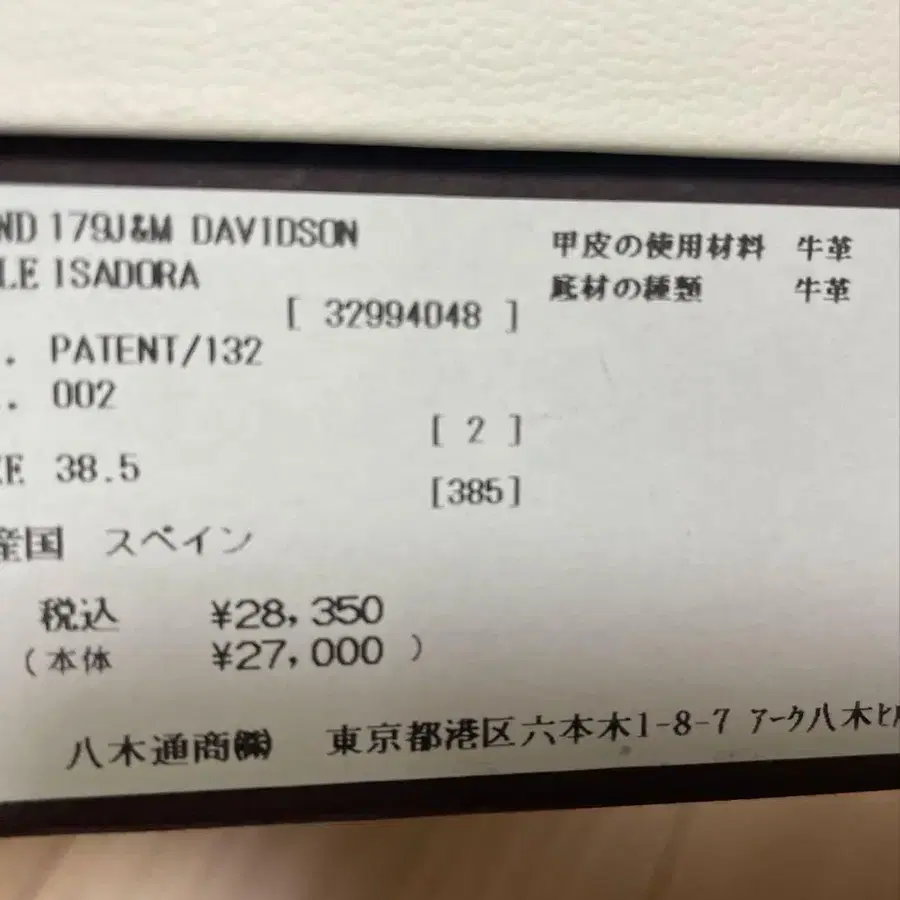 ND 179J&M DAVIDSON
LE ISADORA
[ 32994048 ]
. PATENT/132
. 002
[ 2 ]
ZE 38.5
[385]
産国 スペイン
税込 ¥28,350
(本体 ¥27,000 )
八木通商㈱ 東京都港区六本木1-8-7 アーク八木ヒル
甲皮の使用材料 牛革
底材の種類 牛革